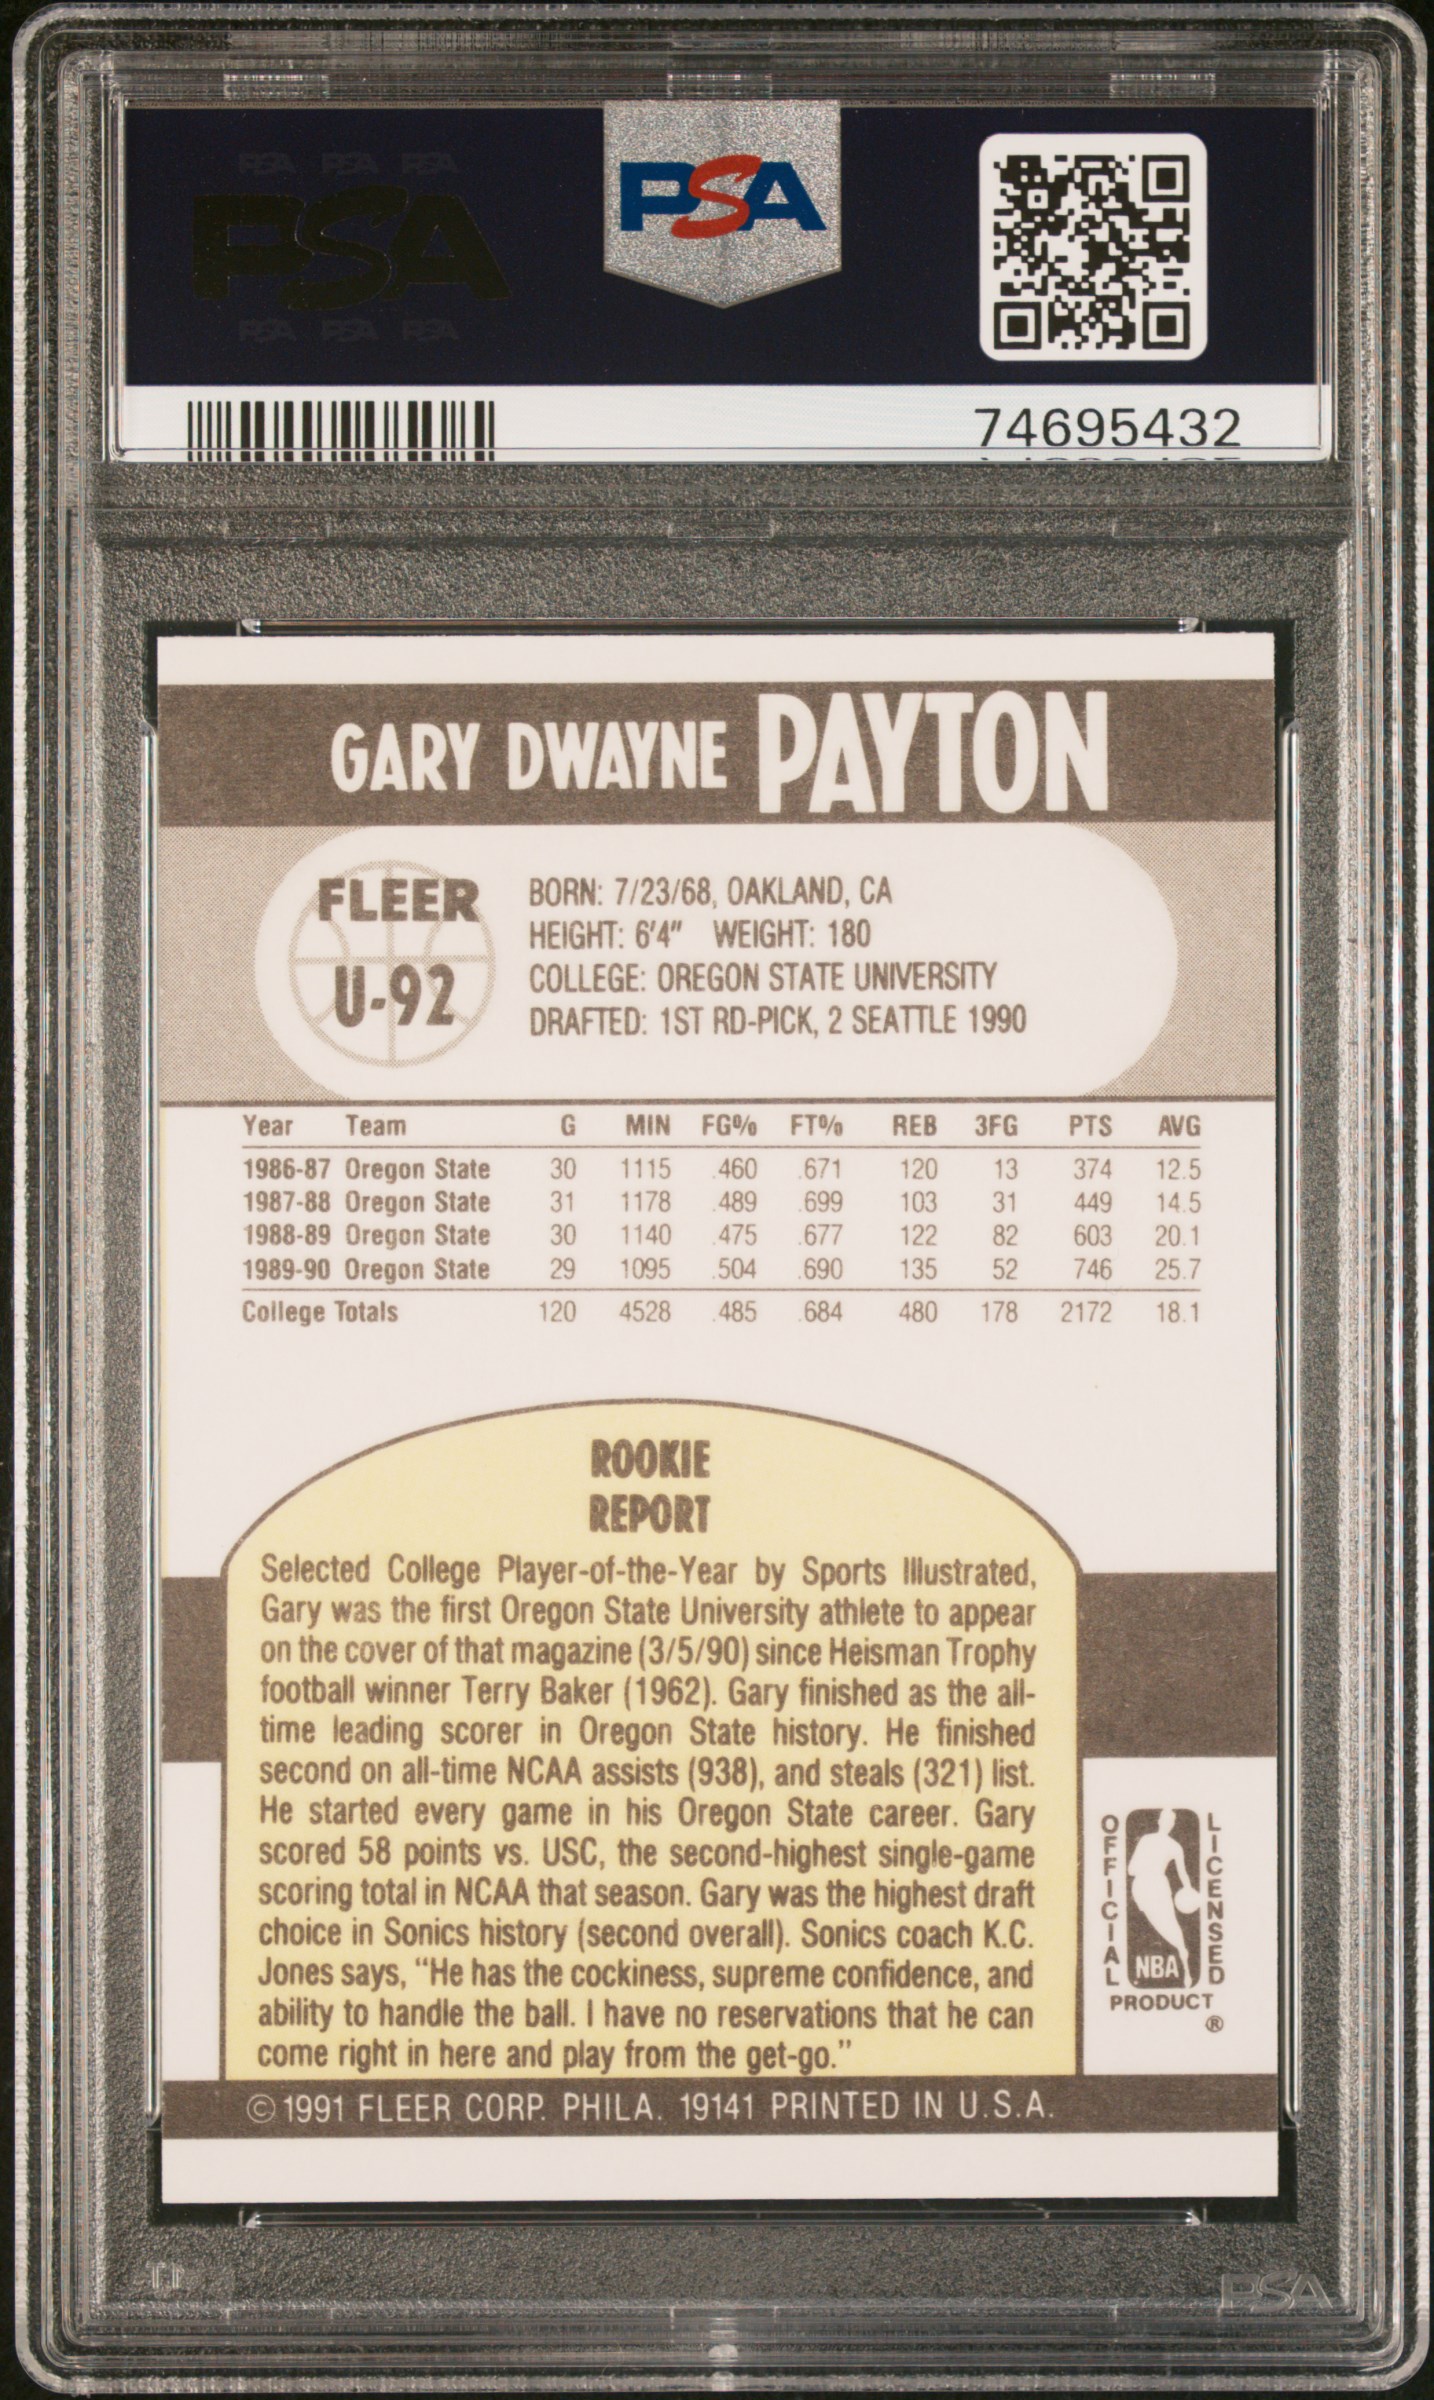 PSA PSA PSA
PSA
PSA PSA PSA
PSA
74695432
GARY DWAYNE PAYTON
FLEER
U-92
BORN: 7/23/68, OAKLAND, CA
HEIGHT: 6'4" WEIGHT: 180
COLLEGE: OREGON STATE UNIVERSITY
DRAFTED: 1ST RD-PICK, 2 SEATTLE 1990
Year Team G MIN FG% FT% REB 3FG PTS AVG
1986-87 Oregon State 30 1115 .460 .671 120 13 374 12.5
1987-88 Oregon State 31 1178 .489 .699 103 31 449 14.5
1988-89 Oregon State 30 1140 .475 .677 122 82 603 20.1
1989-90 Oregon State 29 1095 .504 .690 135 52 746 25.7
College Totals 120 4528 .485 .684 480 178 2172 18.1
ROOKIE
REPORT
Selected College Player-of-the-Year by Sports Illustrated,
Gary was the first Oregon State University athlete to appear
on the cover of that magazine (3/5/90) since Heisman Trophy
football winner Terry Baker (1962). Gary finished as the all-
time leading scorer in Oregon State history. He finished
second on all-time NCAA assists (938), and steals (321) list.
He started every game in his Oregon State career. Gary
scored 58 points vs. USC, the second-highest single-game
scoring total in NCAA that season. Gary was the highest draft
choice in Sonics history (second overall). Sonics coach K.C.
Jones says, "He has the cockiness, supreme confidence, and
ability to handle the ball. I have no reservations that he can
come right in here and play from the get-go."
OFFICIAL
LICENSED
NBA
PRODUCT
®
© 1991 FLEER CORP. PHILA. 19141 PRINTED IN U.S.A.
PSA